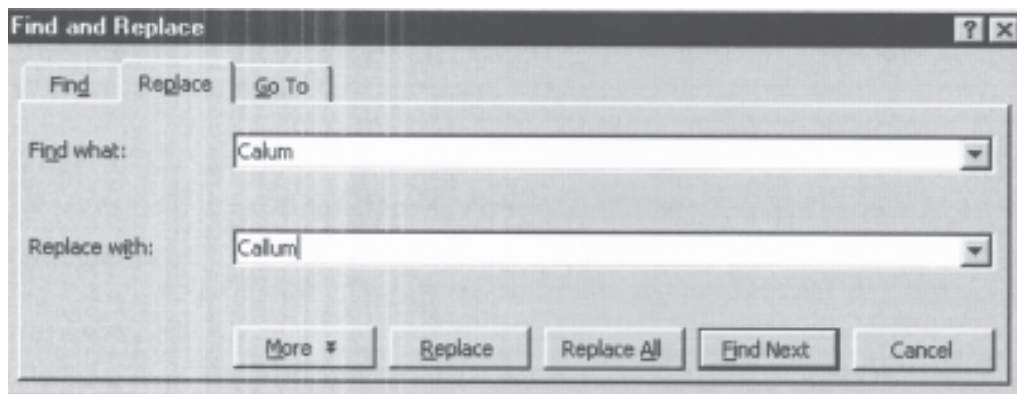 Find and Replace
Find Replace Go To
Find what: Calum
Replace with: Callum
More Replace Replace All Find Next Cancel